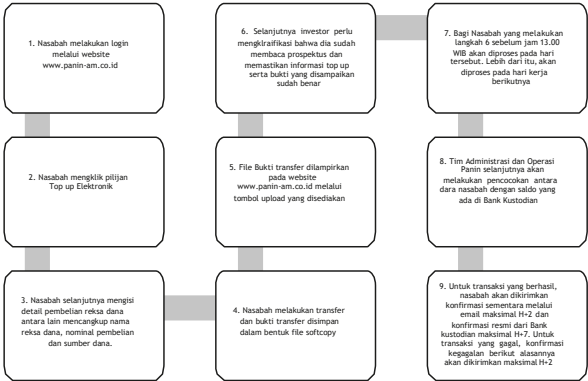 1. Nasabah melakukan login
melalui website
www.panin-am.co.id
2. Nasabah mengklik pilijan
Top up Elektronik
3. Nasabah selanjutnya mengisi
detail pembelian reksa dana
antara lain mencangkup nama
reksa dana, nominal pembelian
dan sumber dana.
4. Nasabah melakukan transfer
dan bukti transfer disimpan
dalam bentuk file softcopy
5. File Bukti transfer dilampirkan
pada website
www.panin-am.co.id melalui
tombol upload yang disediakan
6. Selanjutnya investor perlu
mengklraifikasi bahwa dia sudah
membaca prospektus dan
memastikan informasi top up
serta bukti yang disampaikan
sudah benar
7. Bagi Nasabah yang melakukan
langkah 6 sebelum jam 13.00
WIB akan diproses pada hari
tersebut. Lebih dari itu, akan
diproses pada hari kerja
berikutnya
8. Tim Administrasi dan Operasi
Panin selanjutnya akan
melakukan pencocokan antara
dara nasabah dengan saldo yang
ada di Bank Kustodian
9. Untuk transaksi yang berhasil,
nasabah akan dikirimkan
konfirmasi sementara melalui
email maksimal H+2 dan
konfirmasi resmi dari Bank
kustodian maksimal H+7. Untuk
transaksi yang gagal, konfirmasi
kegagalan berikut alasannya
akan dikirimkan maksimal H+2